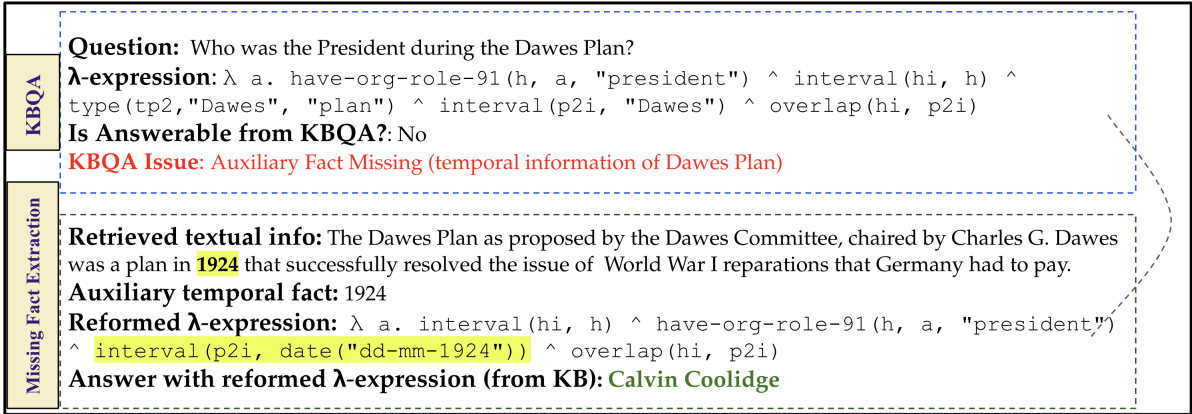 KBQA
Question: Who was the President during the Dawes Plan?
λ-expression: λ a. have-org-role-91(h, a, "president") ^ interval(hi, h) ^
type(tp2,"Dawes", "plan") ^ interval(p2i, "Dawes") ^ overlap(hi, p2i)
Is Answerable from KBQA?: No
KBQA Issue: Auxiliary Fact Missing (temporal information of Dawes Plan)
Missing Fact Extraction
Retrieved textual info: The Dawes Plan as proposed by the Dawes Committee, chaired by Charles G. Dawes
was a plan in 1924 that successfully resolved the issue of World War I reparations that Germany had to pay.
Auxiliary temporal fact: 1924
Reformed λ-expression: λ a. interval(hi, h) ^ have-org-role-91(h, a, "president")
^ interval(p2i, date("dd-mm-1924")) ^ overlap(hi, p2i)
Answer with reformed λ-expression (from KB): Calvin Coolidge